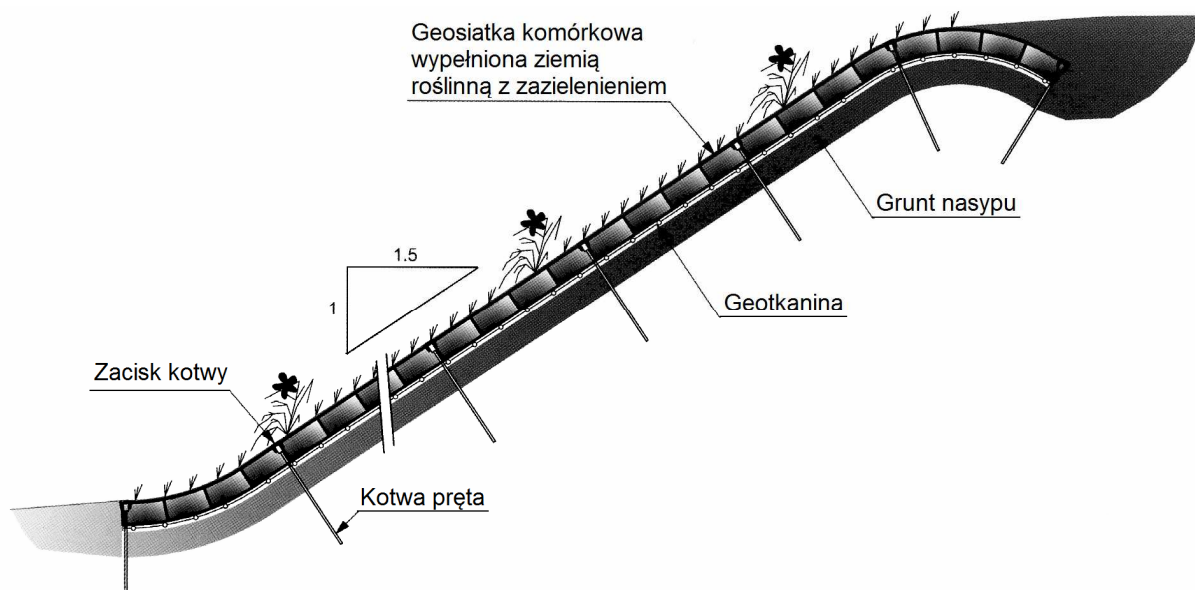 Geosiatka komórkowa
wypełniona ziemią
roślinną z zazielenieniem
Grunt nasypu
1.5
1
Geotkanina
Zacisk kotwy
Kotwa pręta